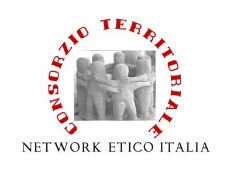 CONSORZIO TERRITORIALE
NETWORK ETICO ITALIA